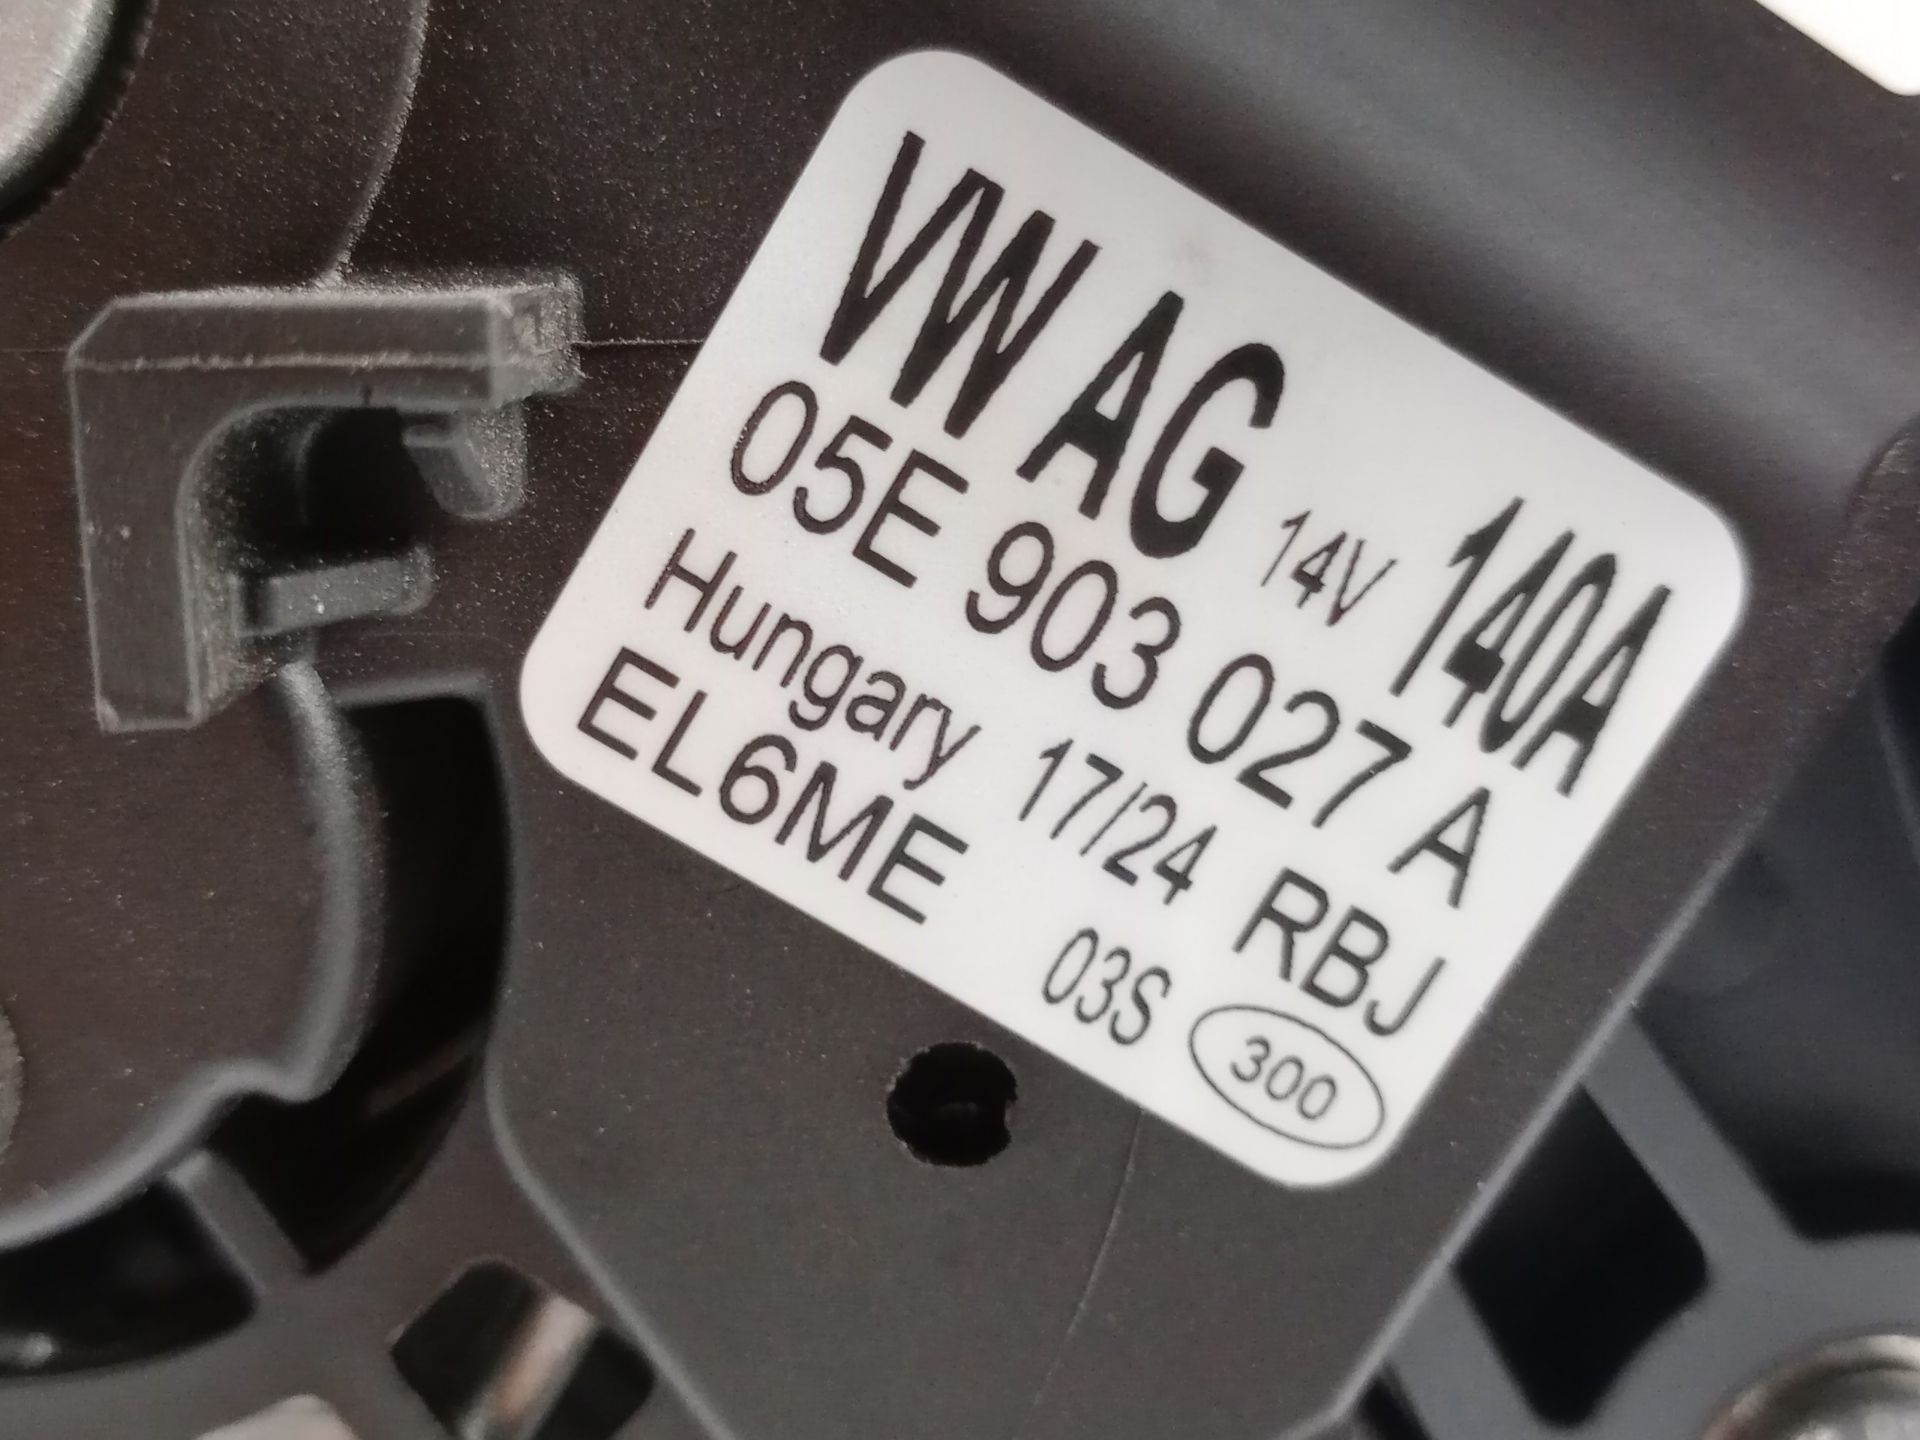 VW AG 14V 140A
05E 903 027 A
Hungary 17/24 RBJ
EL6ME 03S 300